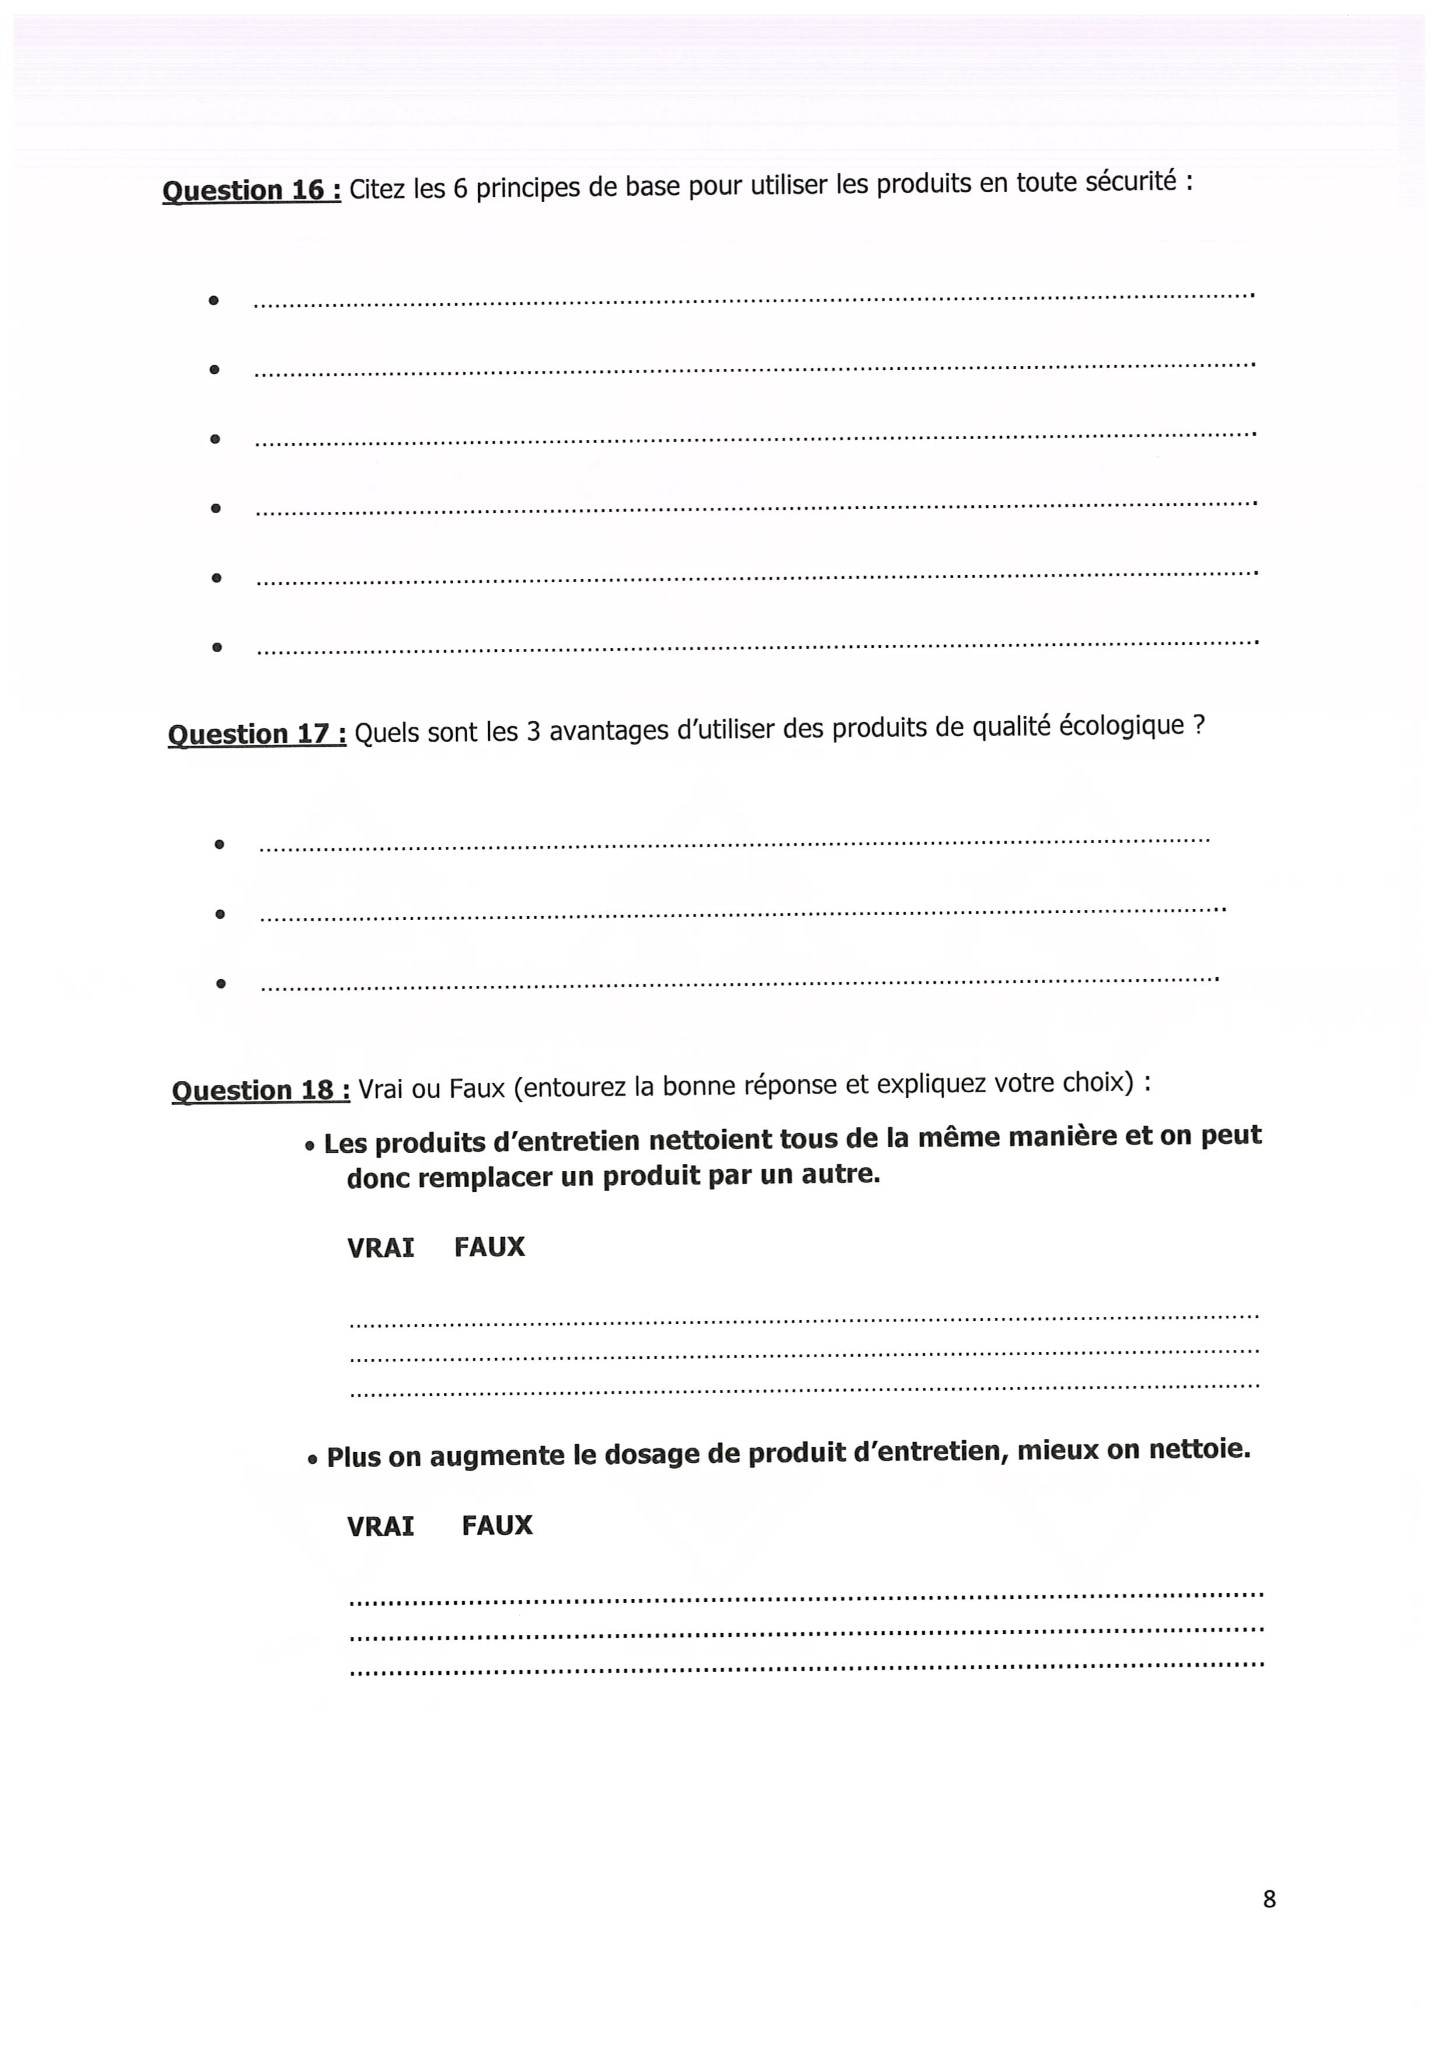 Question 16 : Citez les 6 principes de base pour utiliser les produits en toute sécurité :
• ....................................................................................................
• ....................................................................................................
• ....................................................................................................
• ....................................................................................................
• ....................................................................................................
• ....................................................................................................
Question 17 : Quels sont les 3 avantages d'utiliser des produits de qualité écologique ?
• ....................................................................................................
• ....................................................................................................
• ....................................................................................................
Question 18 : Vrai ou Faux (entourez la bonne réponse et expliquez votre choix) :
• Les produits d'entretien nettoient tous de la même manière et on peut
donc remplacer un produit par un autre.
VRAI FAUX
....................................................................................................
....................................................................................................
....................................................................................................
• Plus on augmente le dosage de produit d'entretien, mieux on nettoie.
VRAI FAUX
....................................................................................................
....................................................................................................
....................................................................................................
8